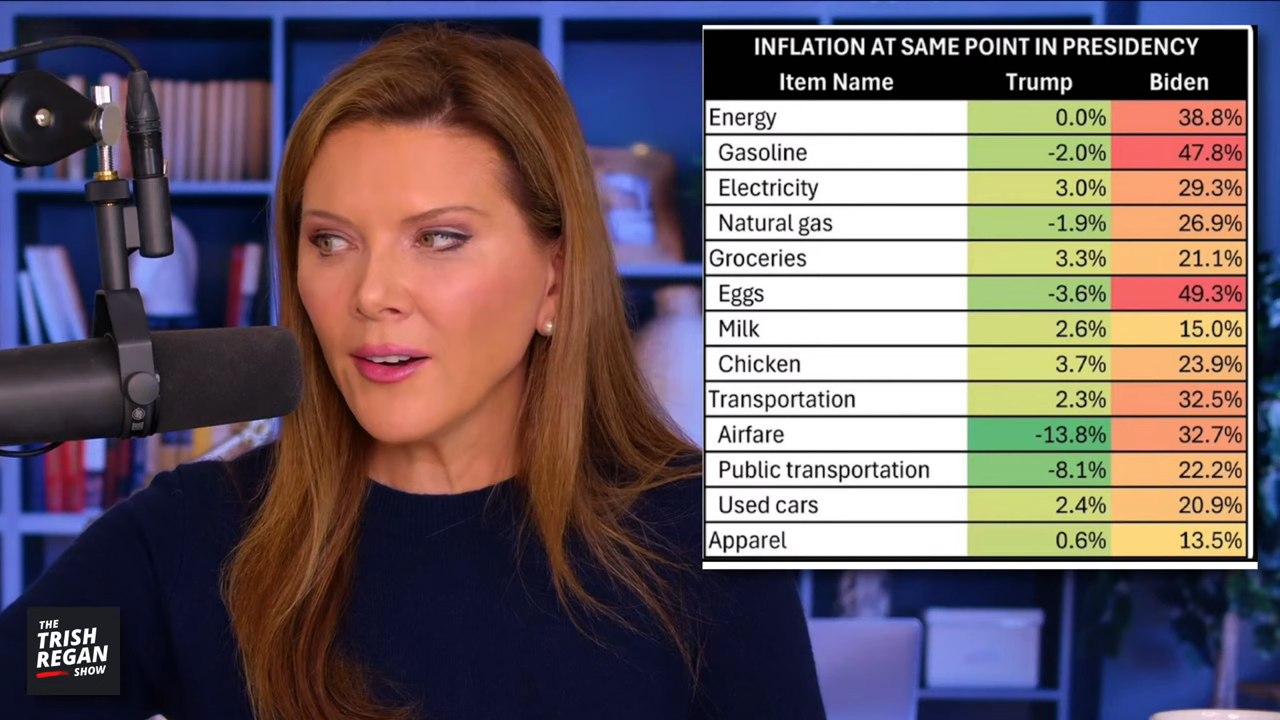 INFLATION AT SAME POINT IN PRESIDENCY
Item Name Trump Biden
Energy 0.0% 38.8%
Gasoline -2.0% 47.8%
Electricity 3.0% 29.3%
Natural gas -1.9% 26.9%
Groceries 3.3% 21.1%
Eggs -3.6% 49.3%
Milk 2.6% 15.0%
Chicken 3.7% 23.9%
Transportation 2.3% 32.5%
Airfare -13.8% 32.7%
Public transportation -8.1% 22.2%
Used cars 2.4% 20.9%
Apparel 0.6% 13.5%
THE
TRISH
REGAN
SHOW